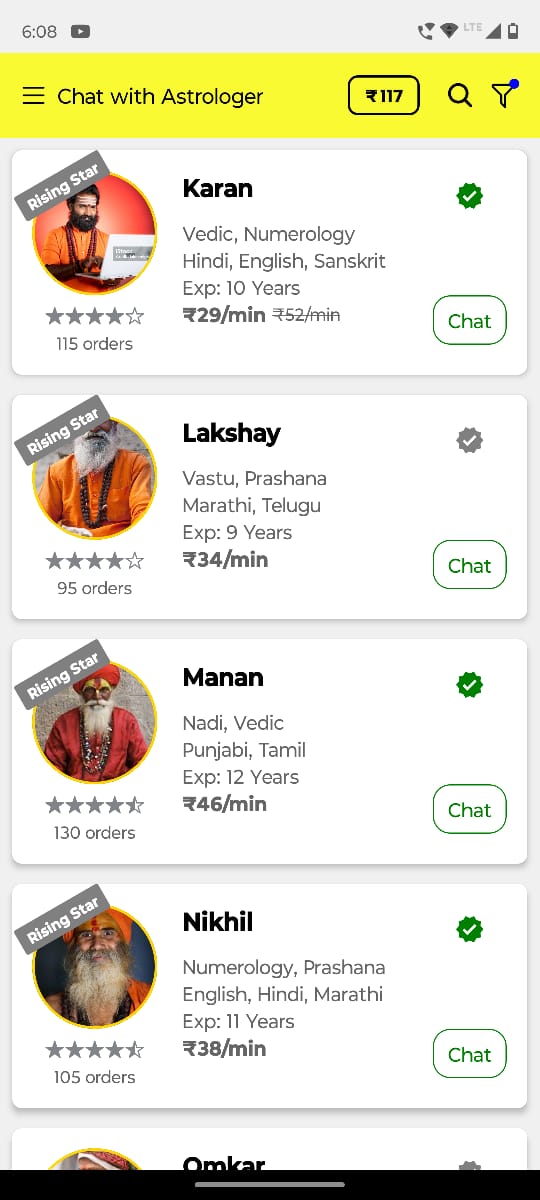 6:08
LTE
Chat with Astrologer
₹117
Rising Star
Karan
Vedic, Numerology
Hindi, English, Sanskrit
Exp: 10 Years
₹29/min ₹52/min
115 orders
Chat
Rising Star
Lakshay
Vastu, Prashana
Marathi, Telugu
Exp: 9 Years
₹34/min
95 orders
Chat
Rising Star
Manan
Nadi, Vedic
Punjabi, Tamil
Exp: 12 Years
₹46/min
130 orders
Chat
Rising Star
Nikhil
Numerology, Prashana
English, Hindi, Marathi
Exp: 11 Years
₹38/min
105 orders
Chat
Omkar